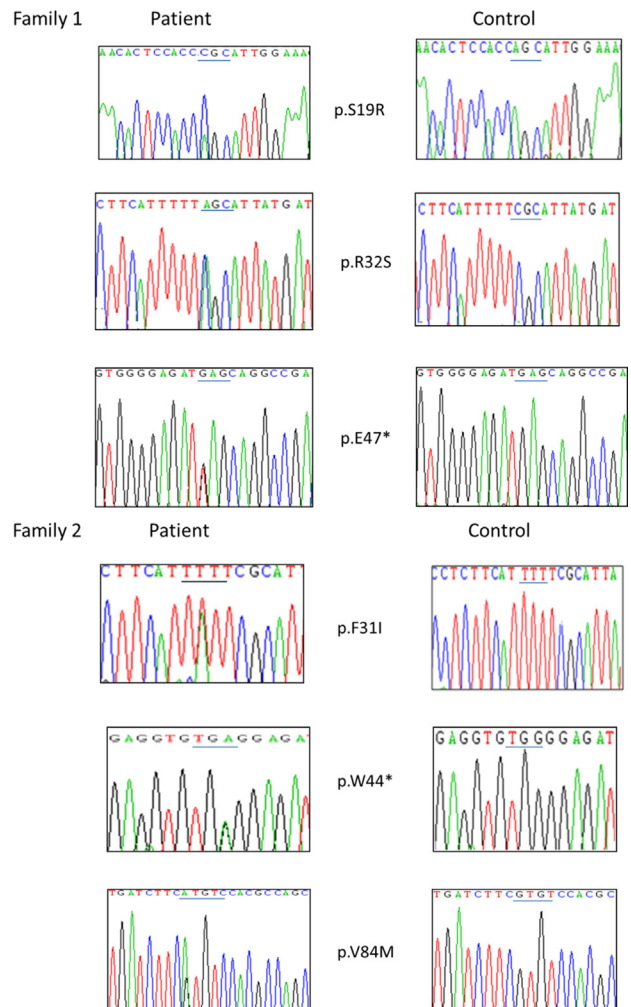 Family 1 Patient Control
AACACTCCACCCGCATTGGAAA
AACACTCCACCAGCATTGGAAA
p.S19R
CTTCATTTTTAGCATTATGAT
CTTCATTTTTCGCATTATGAT
p.R32S
GTGGGGAGATGAGCAGGCCGA
GTGGGGAGATGAGCAGGCCGA
p.E47*
Family 2 Patient Control
CTTCATTTTTCGCAT
CCTCTTCATTTTTCGCATTA
p.F31I
GAGGTGTGAGGAGA
GAGGTGTGGGGAGAT
p.W44*
TGATCTTCATGTCCACGCCAGC
TGATCTTCGTGTCCACGC
p.V84M